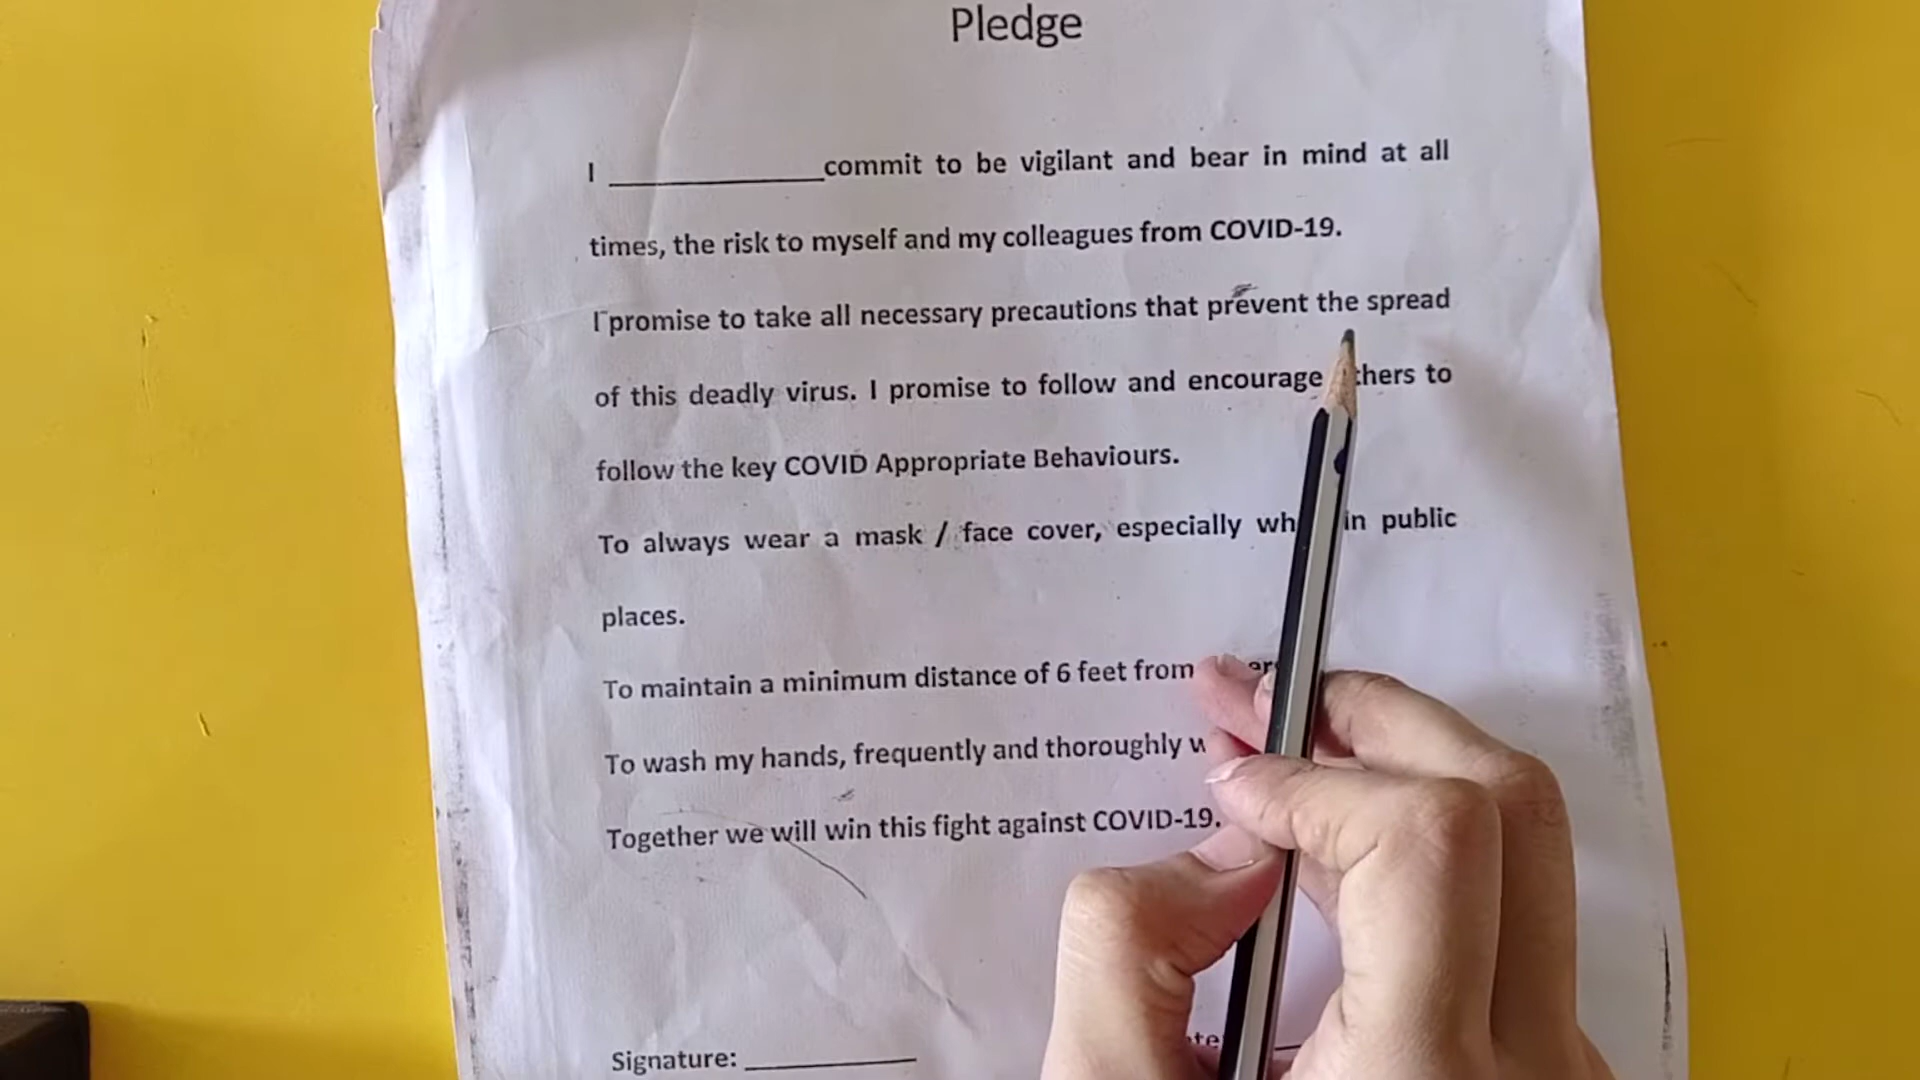 Pledge
I ______________commit to be vigilant and bear in mind at all
times, the risk to myself and my colleagues from COVID-19.
I promise to take all necessary precautions that prevent the spread
of this deadly virus. I promise to follow and encourage to
follow the key COVID Appropriate Behaviours.
To always wear a mask / face cover, especially in public
places.
To maintain a minimum distance of 6 feet from
To wash my hands, frequently and thoroughly
Together we will win this fight against COVID-19.
Signature: ___________